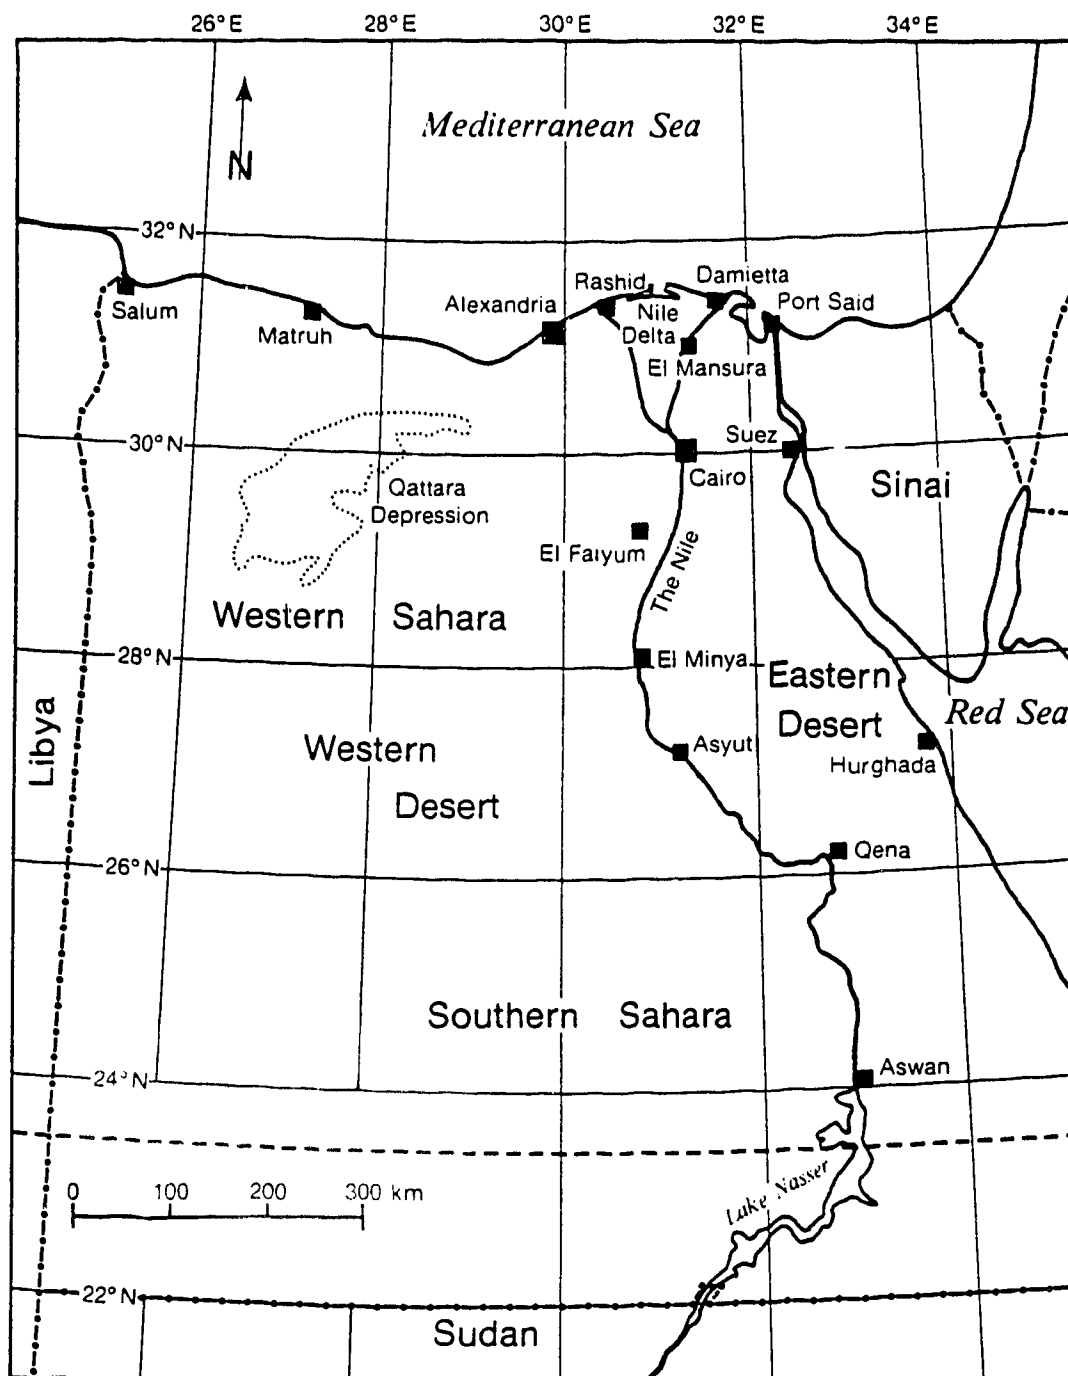 26°E 28°E 30°E 32°E 34°E
Mediterranean Sea
N
32°N
Salum
Matruh
Alexandria
Rashid
Damietta
Nile
Delta
Port Said
El Mansura
30°N
Suez
Cairo
Sinai
Qattara
Depression
El Faiyum
The Nile
Western Sahara
28°N
El Minya
Eastern
Desert
Red Sea
Libya
Western
Desert
Asyut
Hurghada
26°N
Qena
Southern Sahara
24°N
Aswan
0 100 200 300 km
Lake Nasser
22°N
Sudan